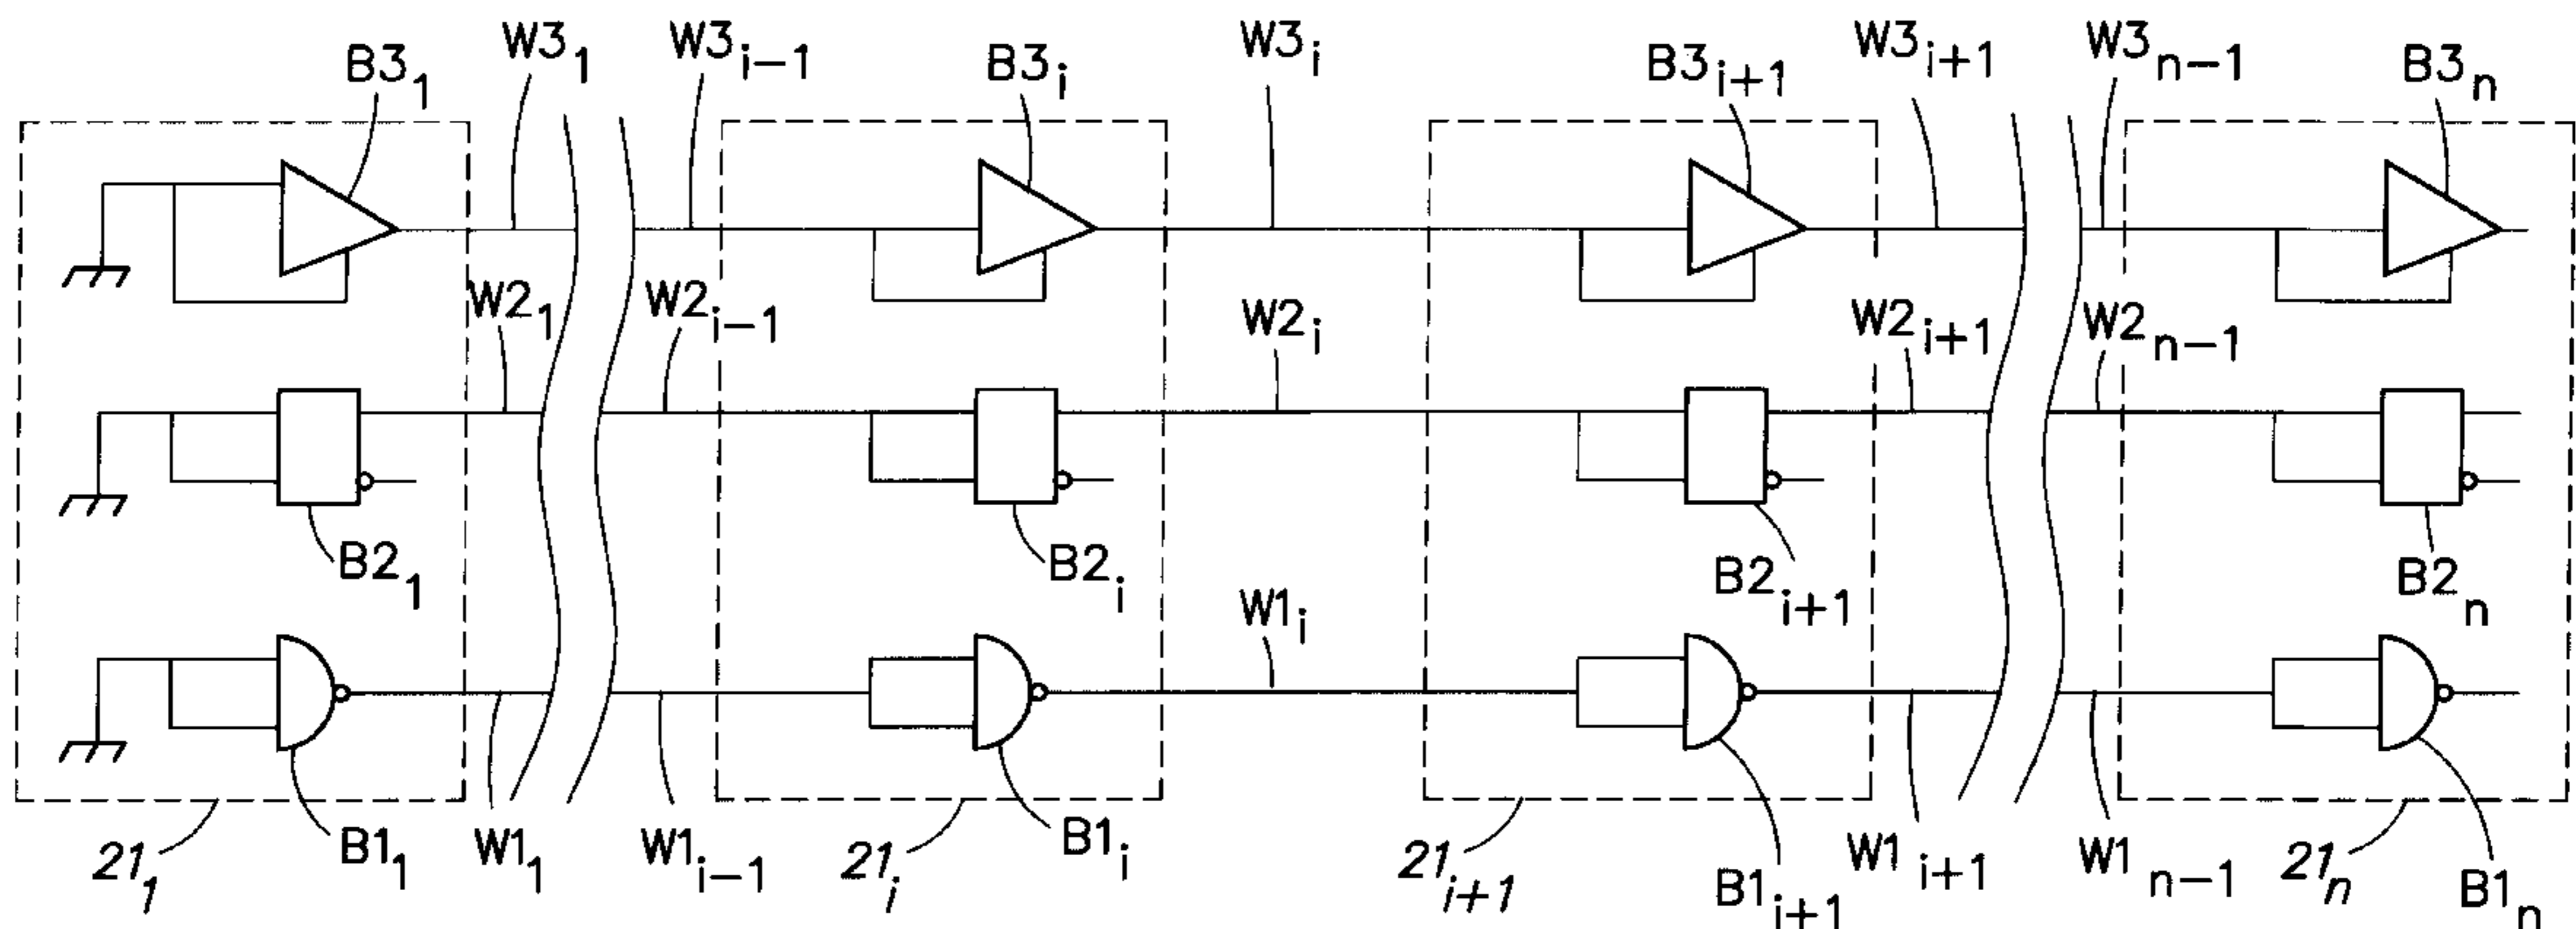 B3₁ W3₁ W3ᵢ₋₁ B3ᵢ W3ᵢ B3ᵢ₊₁ W3ᵢ₊₁ W3ₙ₋₁ B3ₙ
W2₁ W2ᵢ₋₁ W2ᵢ W2ᵢ₊₁ W2ₙ₋₁
B2₁ B2ᵢ B2ᵢ₊₁ B2ₙ
W1ᵢ
21₁ B1₁ W1₁ W1ᵢ₋₁ 21ᵢ B1ᵢ 21ᵢ₊₁ B1ᵢ₊₁ W1ᵢ₊₁ W1ₙ₋₁ 21ₙ B1ₙ